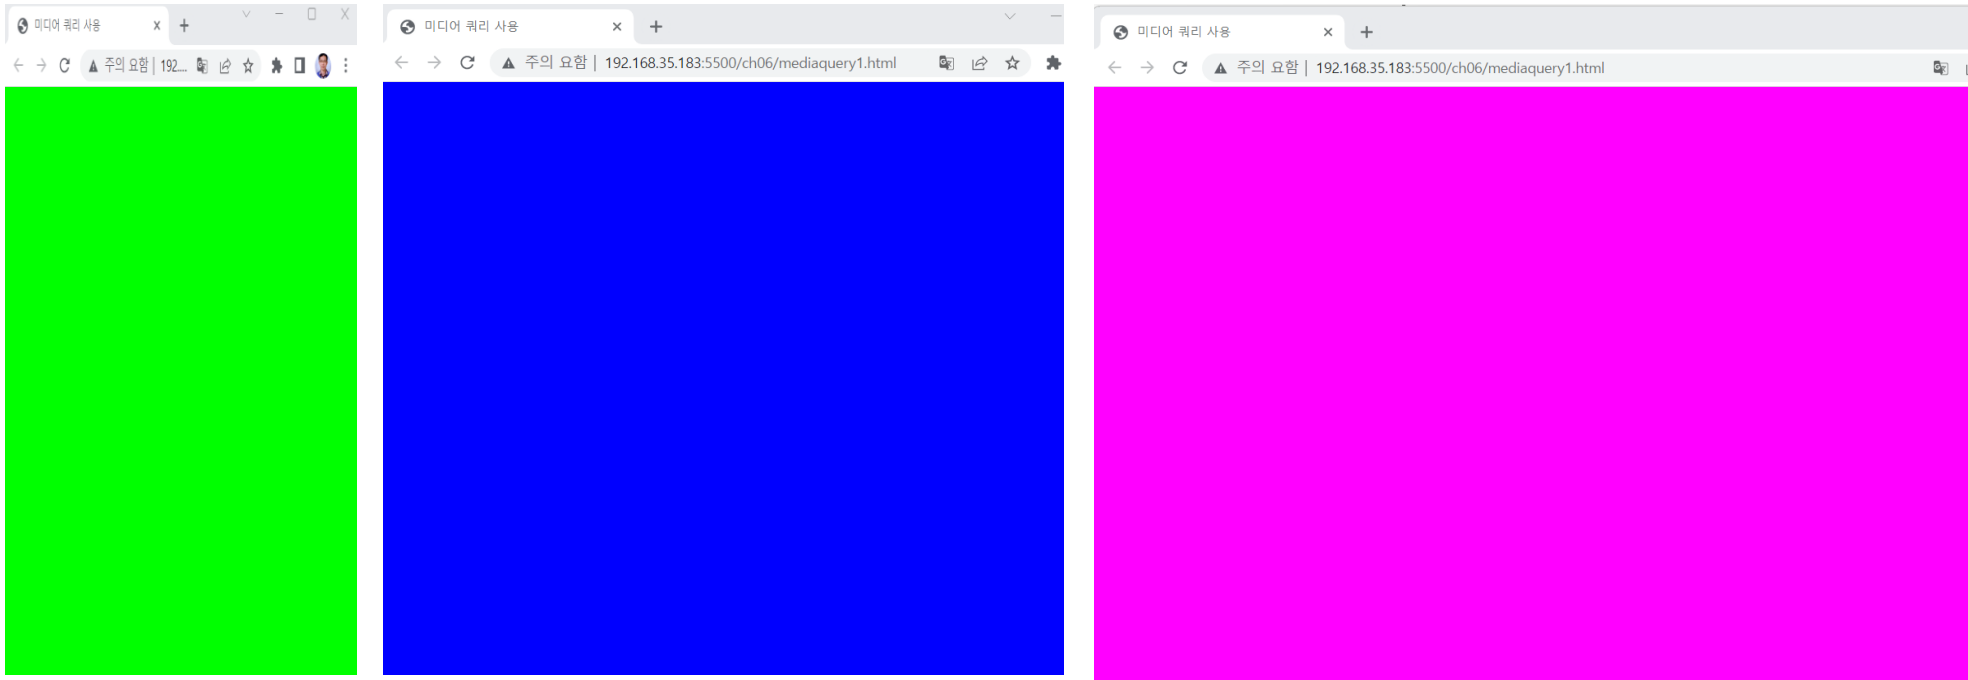 미디어 쿼리 사용
주의 요함 | 192....
미디어 쿼리 사용
주의 요함 | 192.168.35.183:5500/ch06/mediaquery1.html
미디어 쿼리 사용
주의 요함 | 192.168.35.183:5500/ch06/mediaquery1.html